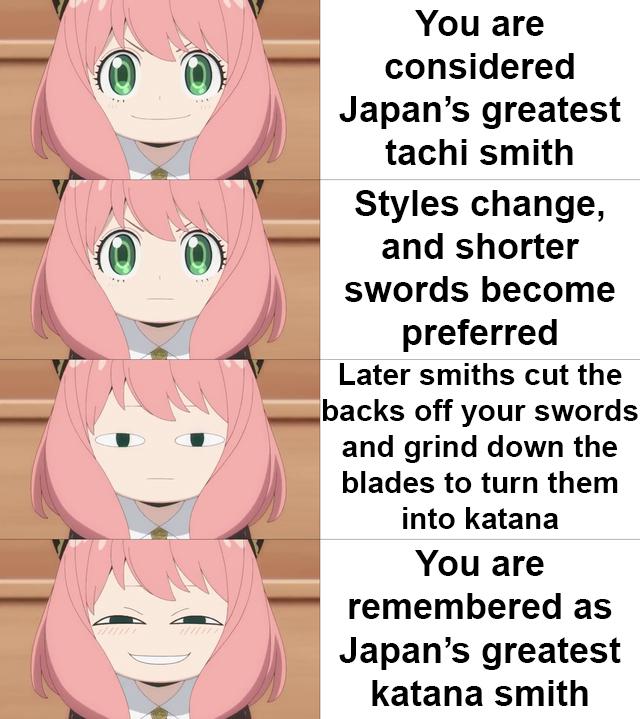 You are
considered
Japan’s greatest
tachi smith
Styles change,
and shorter
swords become
preferred
Later smiths cut the
backs off your swords
and grind down the
blades to turn them
into katana
You are
remembered as
Japan’s greatest
katana smith